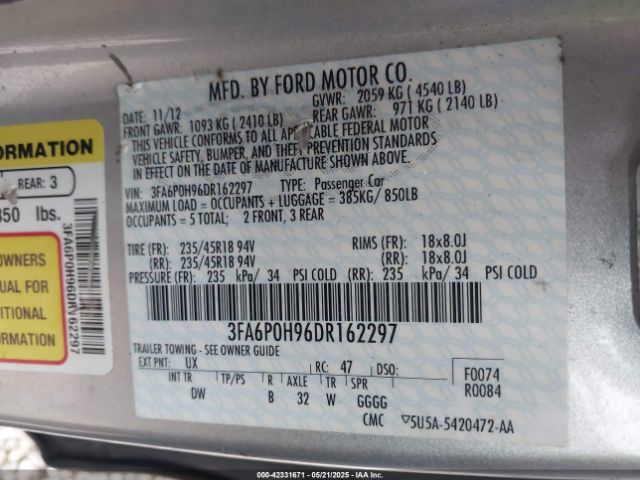 MFD. BY FORD MOTOR CO.
DATE: 11/12 GVWR: 2059 KG ( 4540 LB)
FRONT GAWR: 1093 KG ( 2410 LB) REAR GAWR: 971 KG ( 2140 LB)
THIS VEHICLE CONFORMS TO ALL APPLICABLE FEDERAL MOTOR
VEHICLE SAFETY, BUMPER, AND THEFT PREVENTION STANDARDS
IN EFFECT ON THE DATE OF MANUFACTURE SHOWN ABOVE.
VIN: 3FA6P0H96DR162297 TYPE: Passenger Car
MAXIMUM LOAD = OCCUPANTS + LUGGAGE = 385KG/ 850LB
OCCUPANTS = 5 TOTAL; 2 FRONT, 3 REAR
TIRE (FR): 235/45R18 94V RIMS (FR): 18x8.0J
(RR): 235/45R18 94V (RR): 18x8.0J
PRESSURE (FR): 235 kPa/ 34 PSI COLD (RR): 235 kPa/ 34 PSI COLD
3FA6P0H96DR162297
TRAILER TOWING - SEE OWNER GUIDE
EXT PNT: UX RC: 47 DSO: F0074
INT TR TP/PS R AXLE TR SPR R0084
DW B 32 W GGGG
CMC 5U5A-5420472-AA
ORMATION
REAR: 3
850 lbs.
3FA6P0H96DR162297
OWNERS
UAL FOR
ITIONAL
RMATION
000-42331671 - 05/21/2025 - IAAI.COM